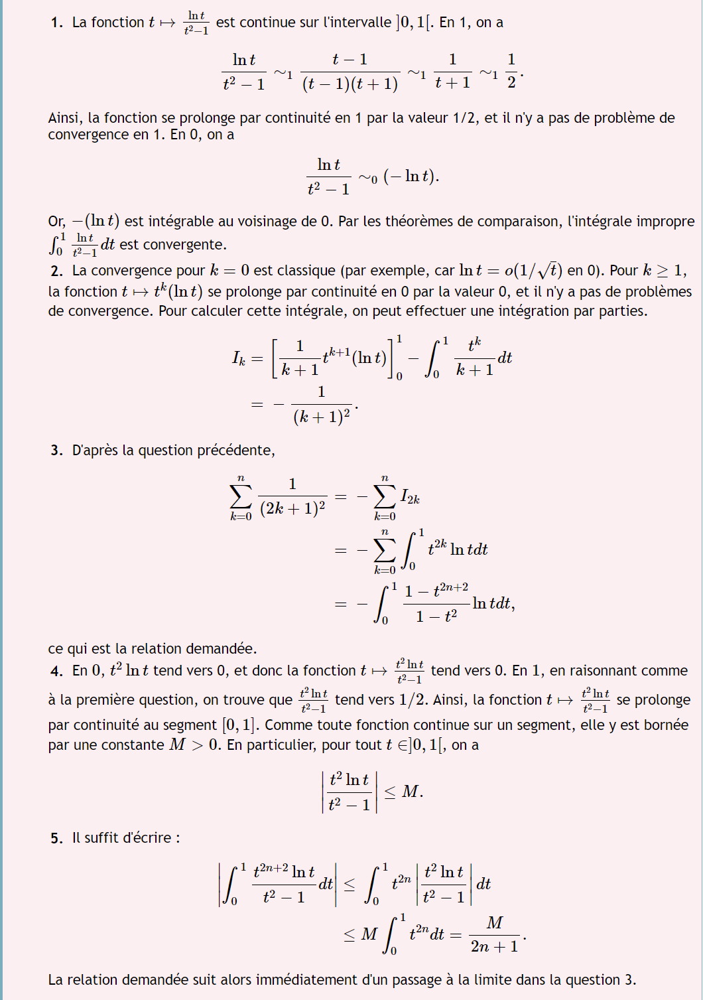 1. La fonction $t \mapsto \frac{\ln t}{t^2-1}$ est continue sur l'intervalle $]0,1[$. En 1, on a
$$\frac{\ln t}{t^2-1} \sim_1 \frac{t-1}{(t-1)(t+1)} \sim_1 \frac{1}{t+1} \sim_1 \frac{1}{2}.$$
Ainsi, la fonction se prolonge par continuité en 1 par la valeur 1/2, et il n'y a pas de problème de
convergence en 1. En 0, on a
$$\frac{\ln t}{t^2-1} \sim_0 (-\ln t).$$
Or, $-(\ln t)$ est intégrable au voisinage de 0. Par les théorèmes de comparaison, l'intégrale impropre
$\int_0^1 \frac{\ln t}{t^2-1} dt$ est convergente.
2. La convergence pour $k = 0$ est classique (par exemple, car $\ln t = o(1/\sqrt{t})$ en 0). Pour $k \geq 1$,
la fonction $t \mapsto t^k(\ln t)$ se prolonge par continuité en 0 par la valeur 0, et il n'y a pas de problèmes
de convergence. Pour calculer cette intégrale, on peut effectuer une intégration par parties.
$$I_k = \left[\frac{1}{k+1} t^{k+1}(\ln t)\right]_0^1 - \int_0^1 \frac{t^k}{k+1} dt$$
$$= -\frac{1}{(k+1)^2}.$$
3. D'après la question précédente,
$$\sum_{k=0}^n \frac{1}{(2k+1)^2} = -\sum_{k=0}^n I_{2k}$$
$$= -\sum_{k=0}^n \int_0^1 t^{2k} \ln t dt$$
$$= -\int_0^1 \frac{1-t^{2n+2}}{1-t^2} \ln t dt,$$
ce qui est la relation demandée.
4. En $0$, $t^2 \ln t$ tend vers 0, et donc la fonction $t \mapsto \frac{t^2 \ln t}{t^2-1}$ tend vers 0. En $1$, en raisonnant comme
à la première question, on trouve que $\frac{t^2 \ln t}{t^2-1}$ tend vers $1/2$. Ainsi, la fonction $t \mapsto \frac{t^2 \ln t}{t^2-1}$ se prolonge
par continuité au segment $[0,1]$. Comme toute fonction continue sur un segment, elle y est bornée
par une constante $M > 0$. En particulier, pour tout $t \in ]0,1[$, on a
$$\left|\frac{t^2 \ln t}{t^2-1}\right| \leq M.$$
5. Il suffit d'écrire :
$$\left|\int_0^1 \frac{t^{2n+2} \ln t}{t^2-1} dt\right| \leq \int_0^1 t^{2n} \left|\frac{t^2 \ln t}{t^2-1}\right| dt$$
$$\leq M \int_0^1 t^{2n} dt = \frac{M}{2n+1}.$$
La relation demandée suit alors immédiatement d'un passage à la limite dans la question 3.